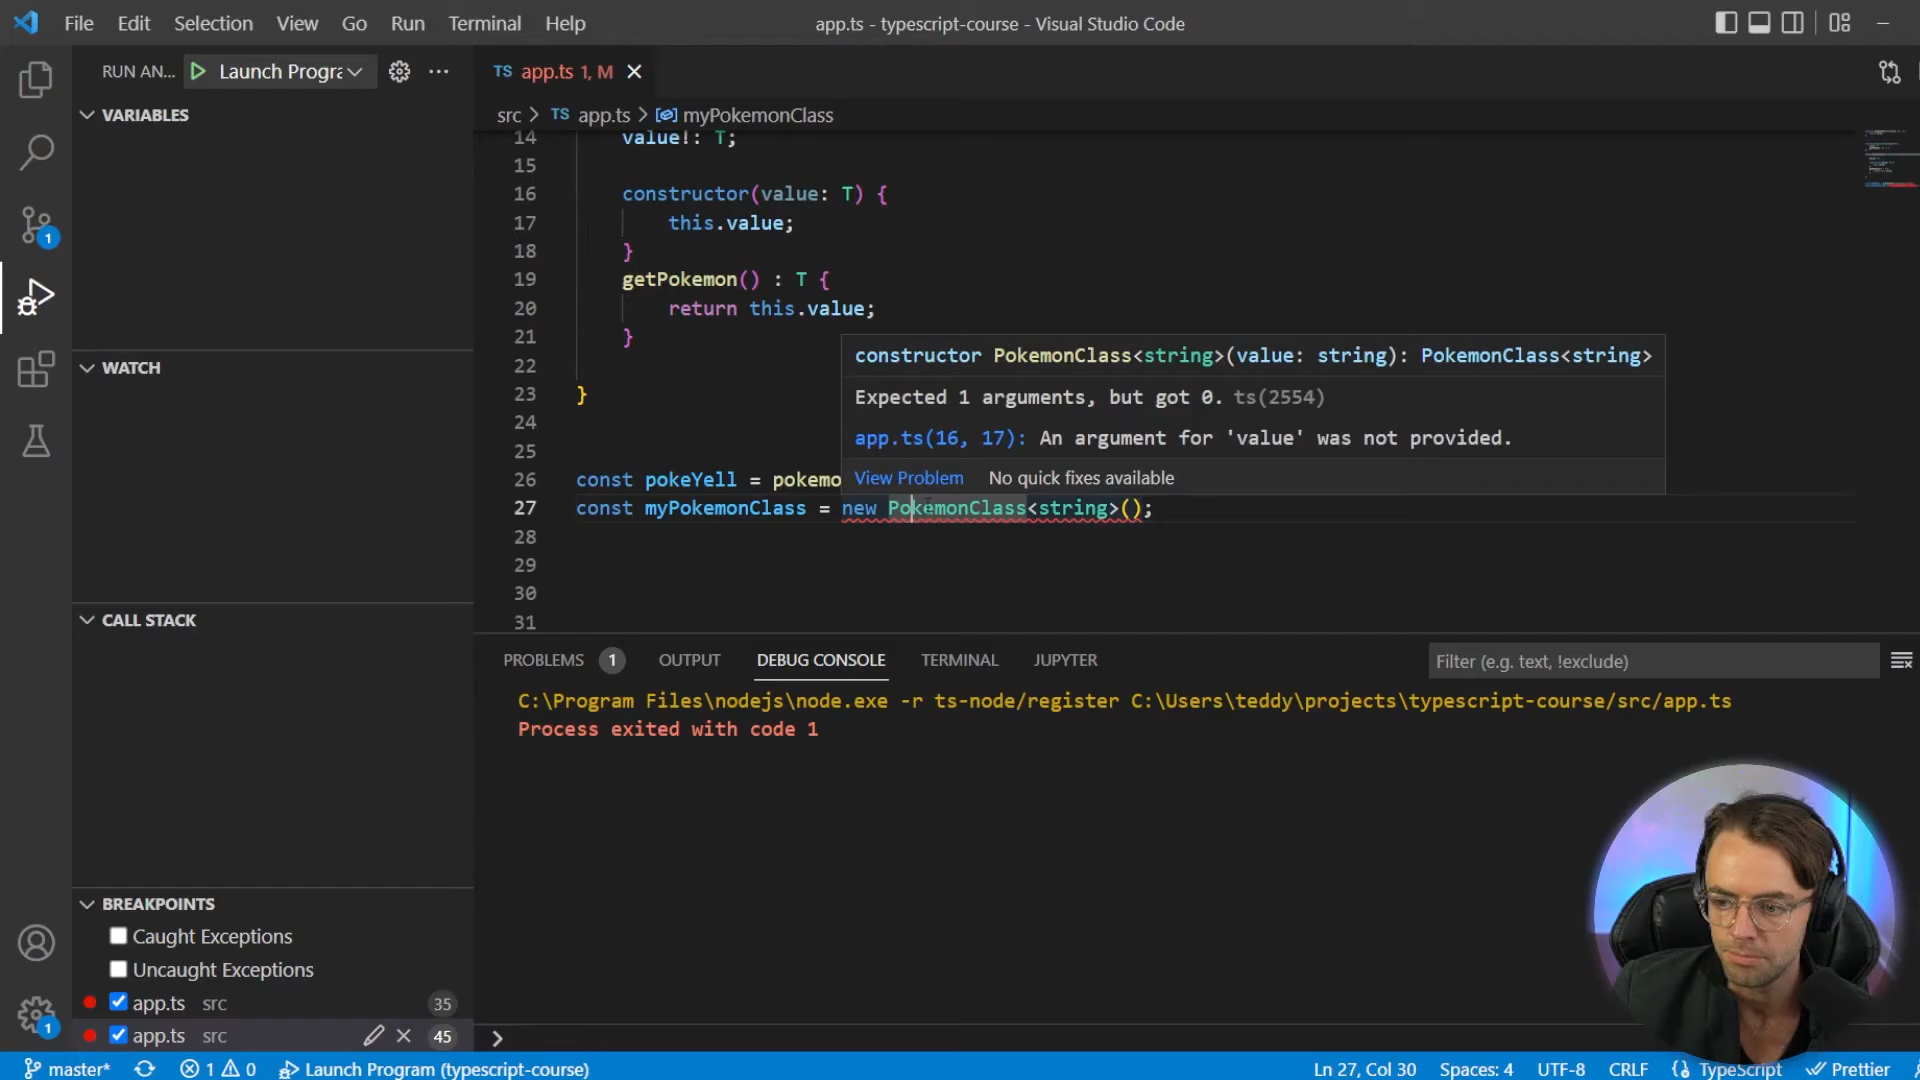 File Edit Selection View Go Run Terminal Help
app.ts - typescript-course - Visual Studio Code
RUN AN... Launch Progra
TS app.ts 1, M
VARIABLES
src > TS app.ts > myPokemonClass
14 value!: T;
15
16 constructor(value: T) {
17 this.value;
18 }
19 getPokemon() : T {
20 return this.value;
21 }
22
23 }
24
25
26 const pokeYell = pokemo
27 const myPokemonClass = new PokemonClass<string>();
28
29
30
31
constructor PokemonClass<string>(value: string): PokemonClass<string>
Expected 1 arguments, but got 0. ts(2554)
app.ts(16, 17): An argument for 'value' was not provided.
View Problem No quick fixes available
WATCH
CALL STACK
BREAKPOINTS
Caught Exceptions
Uncaught Exceptions
app.ts src 35
app.ts src 45
PROBLEMS 1 OUTPUT DEBUG CONSOLE TERMINAL JUPYTER
Filter (e.g. text, !exclude)
C:\Program Files\nodejs\node.exe -r ts-node/register C:\Users\teddy\projects\typescript-course/src/app.ts
Process exited with code 1
1
1
master* 1 0 Launch Program (typescript-course)
Ln 27, Col 30 Spaces: 4 UTF-8 CRLF TypeScript Prettier